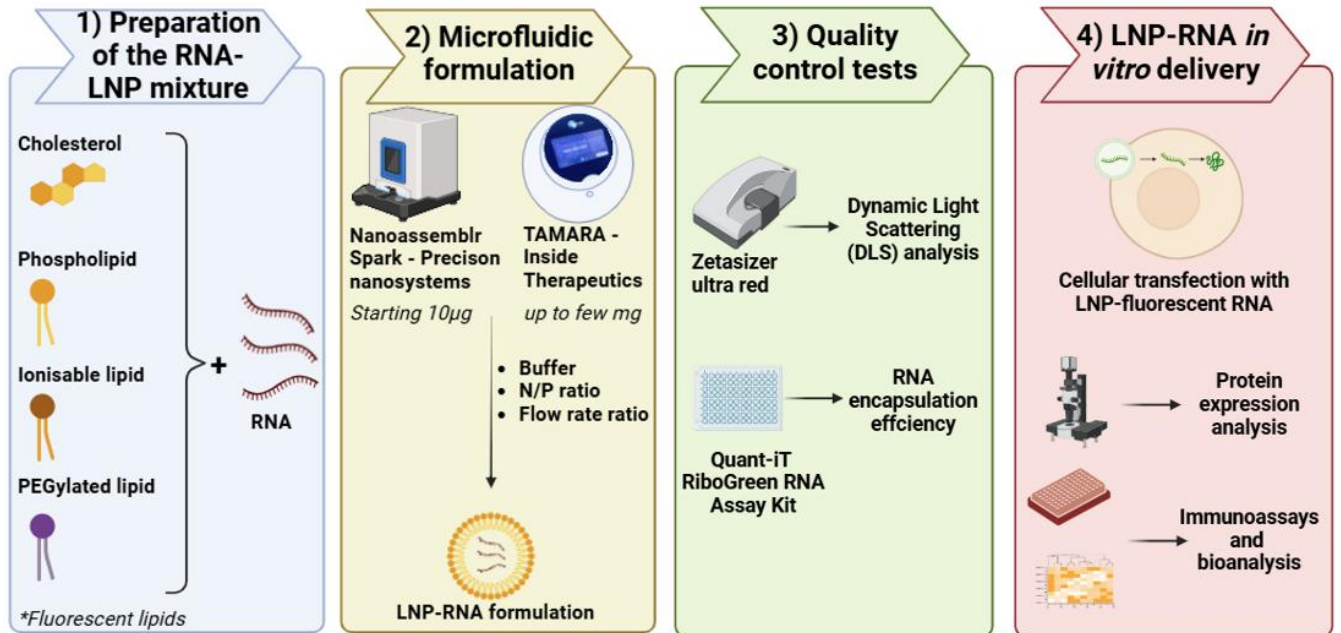 1) Preparation
of the RNA-
LNP mixture
Cholesterol
Phospholipid
Ionisable lipid
PEGylated lipid
*Fluorescent lipids
+
RNA
2) Microfluidic
formulation
Nanoassemblr
Spark - Precison
nanosystems
Starting 10µg
TAMARA -
Inside
Therapeutics
up to few mg
• Buffer
• N/P ratio
• Flow rate ratio
LNP-RNA formulation
3) Quality
control tests
Zetasizer
ultra red
Dynamic Light
Scattering
(DLS) analysis
Quant-iT
RiboGreen RNA
Assay Kit
RNA
encapsulation
effciency
4) LNP-RNA in
vitro delivery
Cellular transfection with
LNP-fluorescent RNA
Protein
expression
analysis
Immunoassays
and
bioanalysis